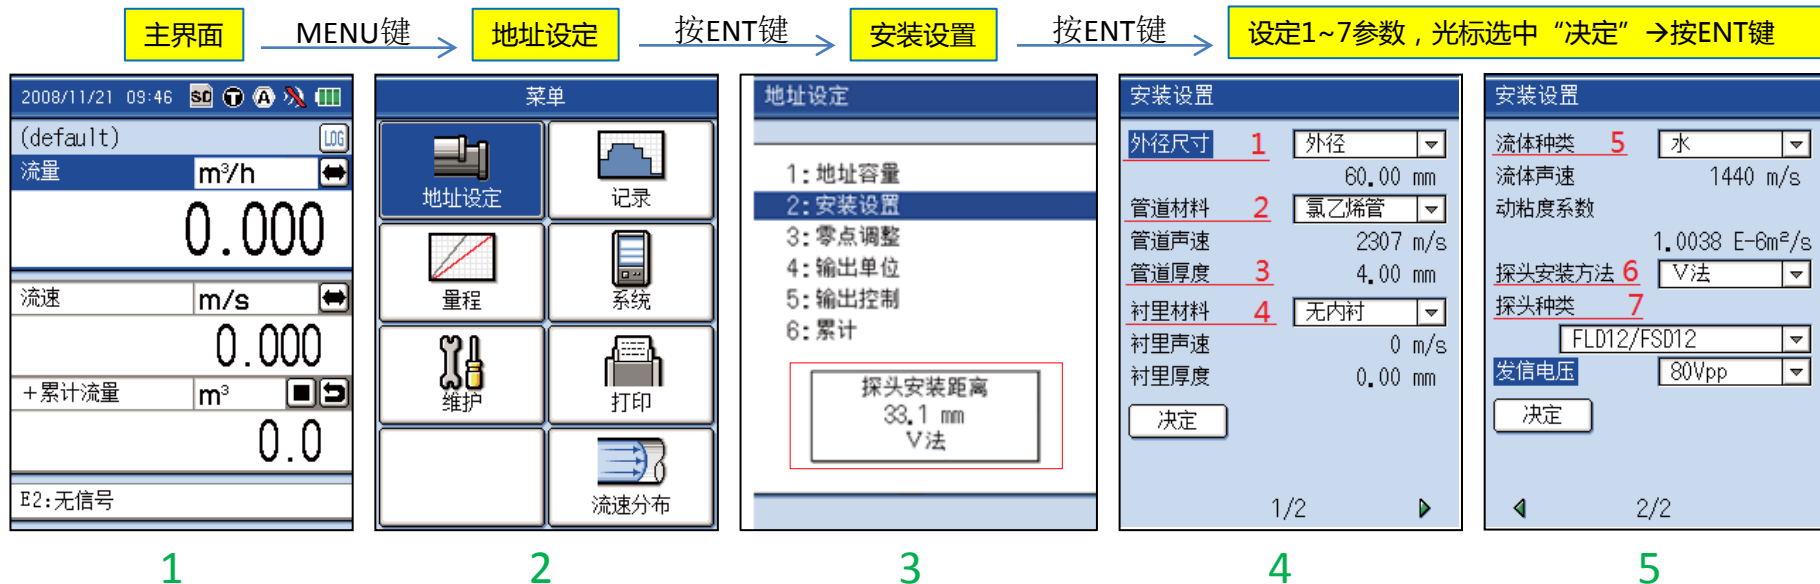 主界面
MENU键
地址设定
按ENT键
安装设置
按ENT键
设定1~7参数，光标选中“决定”→按ENT键
2008/11/21 09:46 SD T A
(default) LOG
流量 m³/h
0.000
流速 m/s
0.000
+累计流量 m³
0.0
E2:无信号
1
菜单
地址设定 记录
量程 系统
维护 打印
流速分布
2
地址设定
1:地址容量
2:安装设置
3:零点调整
4:输出单位
5:输出控制
6:累计
探头安装距离
33.1 mm
V法
3
安装设置
外径尺寸 1 外径
60.00 mm
管道材料 2 氯乙烯管
管道声速 2307 m/s
管道厚度 3 4.00 mm
衬里材料 4 无内衬
衬里声速 0 m/s
衬里厚度 0.00 mm
决定
1/2
4
安装设置
流体种类 5 水
流体声速 1440 m/s
动粘度系数
1.0038 E-6m²/s
探头安装方法 6 V法
探头种类 7
FLD12/FSD12
发信电压 80Vpp
决定
2/2
5